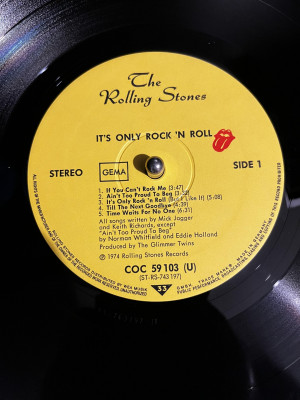 The
Rolling Stones
IT'S ONLY ROCK 'N ROLL
STEREO
GEMA
SIDE 1
1. If You Can't Rock Me (3:47)
2. Ain't Too Proud To Beg
3. It's Only Rock'n Roll (But I Like It) (5:08)
4. Till The Next Goodbye (4:39)
5. Time Waits For No One (6:31)
All songs written by Mick Jagger
and Keith Richards, except
"Ain't Too Proud To Beg"
by Norman Whitfield and Eddie Holland
Produced by The Glimmer Twins
COC 59 103 (U)
(ST-RS-743 197)
℗ 1974 Rolling Stones Records
33